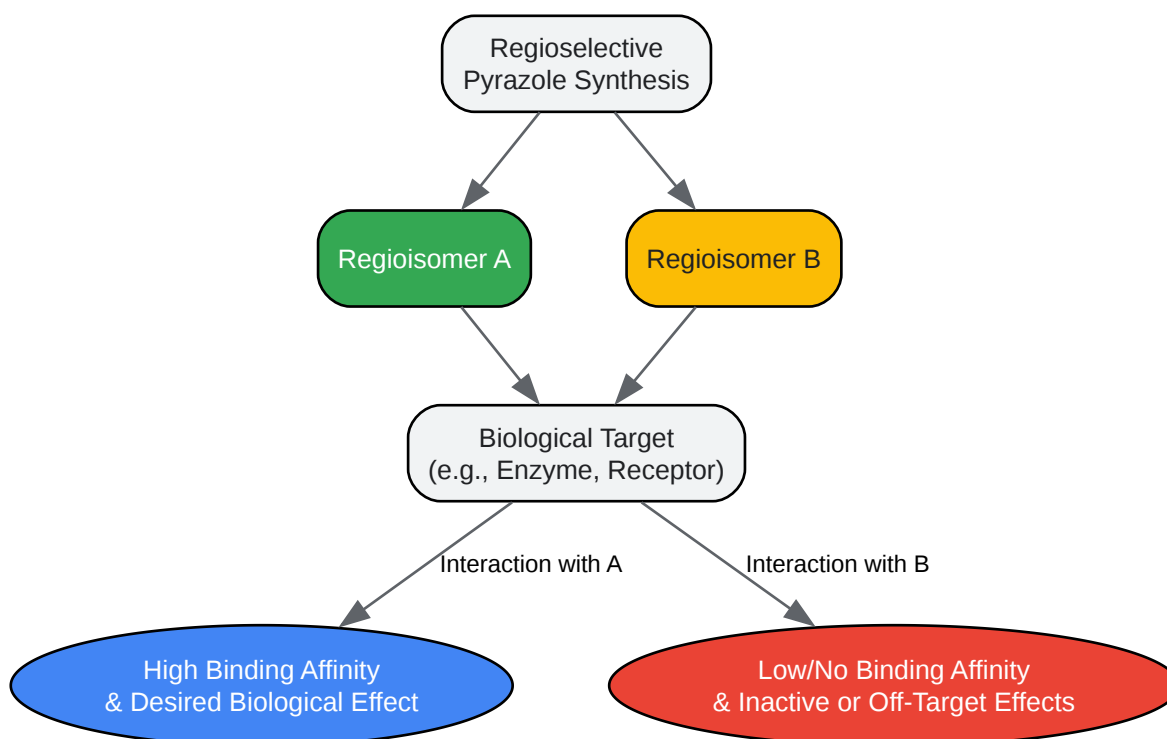 Regioselective
Pyrazole Synthesis
Regioisomer A
Regioisomer B
Biological Target
(e.g., Enzyme, Receptor)
Interaction with A
Interaction with B
High Binding Affinity
& Desired Biological Effect
Low/No Binding Affinity
& Inactive or Off-Target Effects